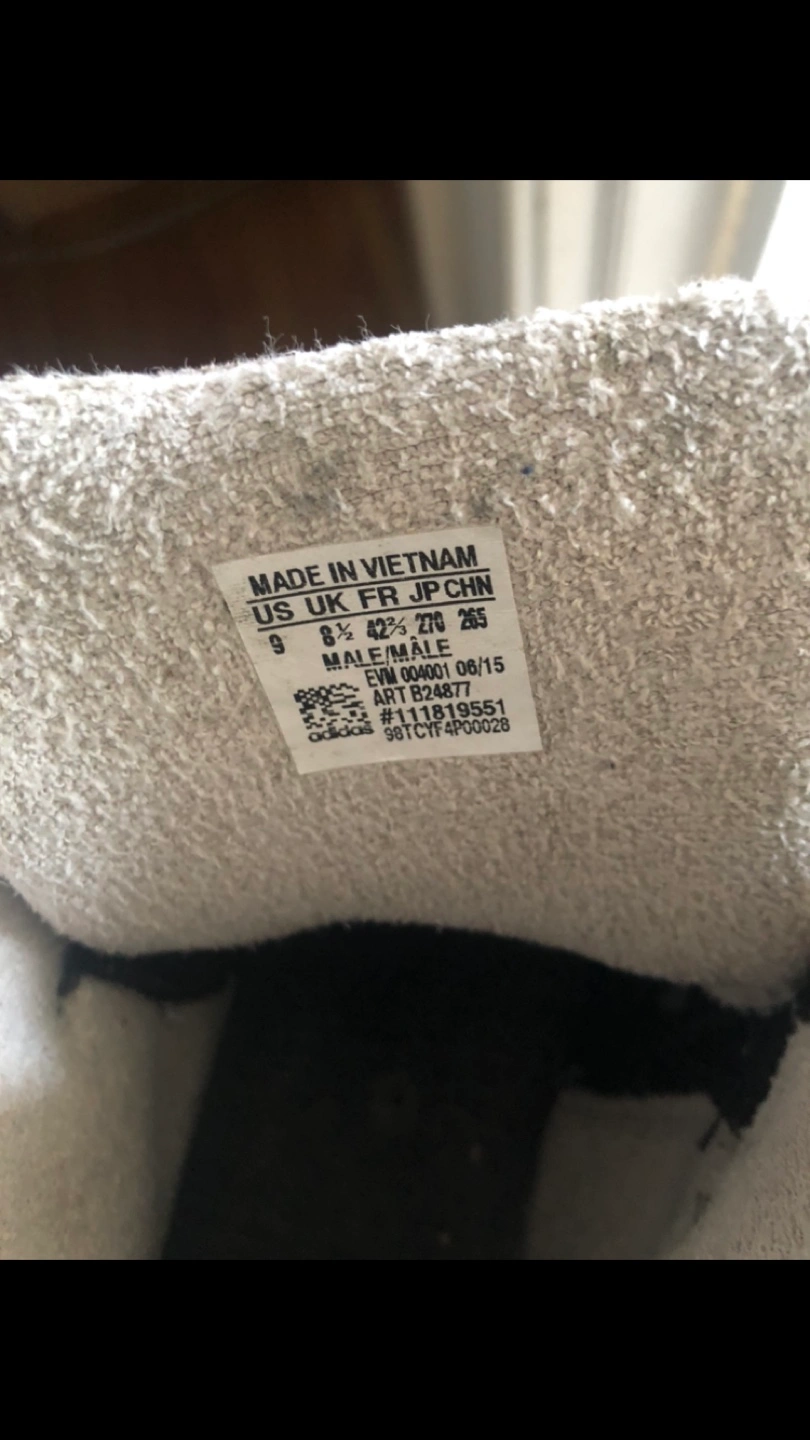 MADE IN VIETNAM
US UK FR JP CHN
9 8½ 42⅔ 270 265
MALE/MÂLE
EVM 004001 06/15
ART B24877
#111819551
adidas 98TCYF4P00028